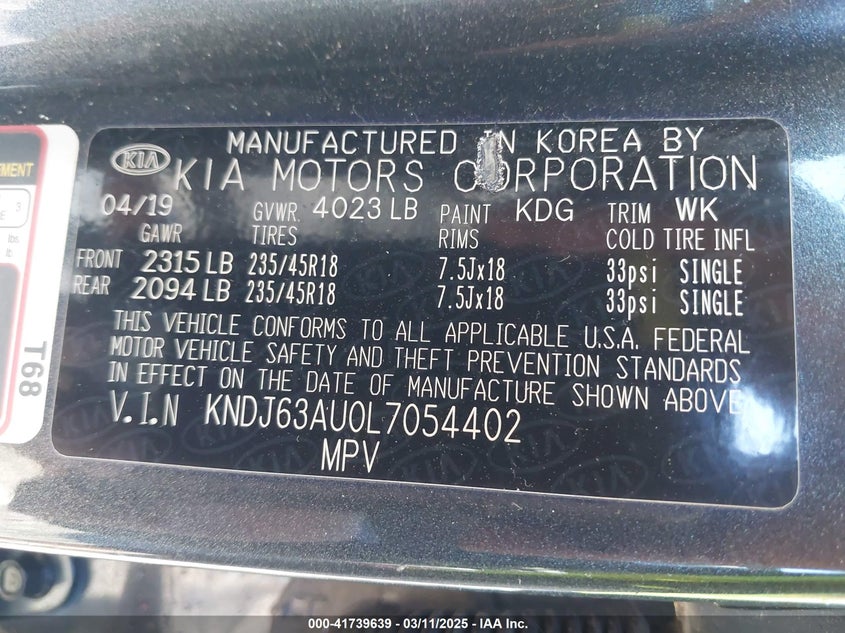 MANUFACTURED IN KOREA BY
KIA
KIA MOTORS CORPORATION
04/19 GVWR. 4023 LB PAINT KDG TRIM WK
GAWR TIRES RIMS COLD TIRE INFL
FRONT 2315 LB 235/45R18 7.5Jx18 33psi SINGLE
REAR 2094 LB 235/45R18 7.5Jx18 33psi SINGLE
THIS VEHICLE CONFORMS TO ALL APPLICABLE U.S.A. FEDERAL
MOTOR VEHICLE SAFETY AND THEFT PREVENTION STANDARDS
IN EFFECT ON THE DATE OF MANUFACTURE SHOWN ABOVE
V.I.N KNDJ63AU0L7054402
MPV
T68
000-41739639 - 03/11/2025 - IAA Inc.